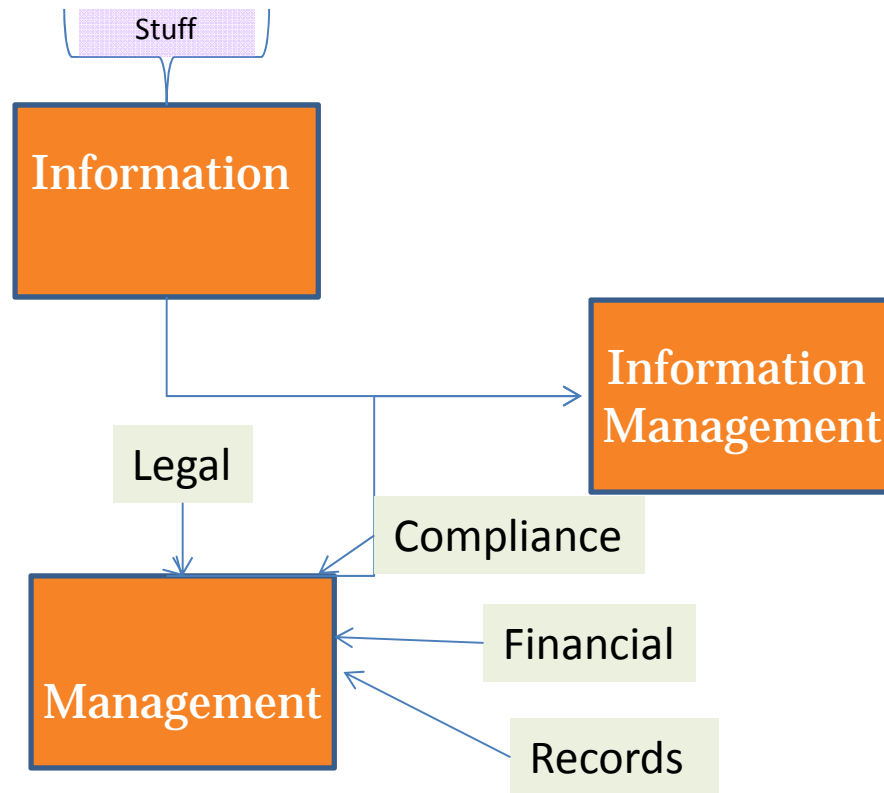 Stuff
Information
Information
Management
Legal
Compliance
Financial
Management
Records